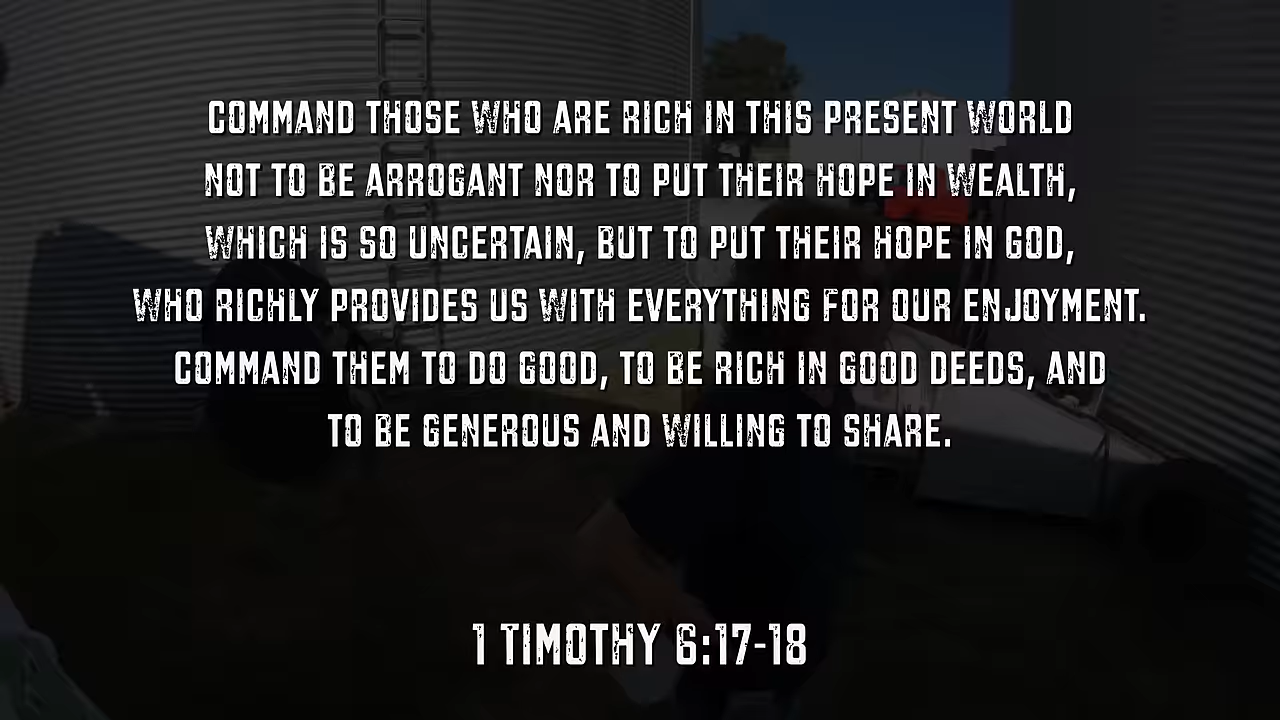 COMMAND THOSE WHO ARE RICH IN THIS PRESENT WORLD
NOT TO BE ARROGANT NOR TO PUT THEIR HOPE IN WEALTH,
WHICH IS SO UNCERTAIN, BUT TO PUT THEIR HOPE IN GOD,
WHO RICHLY PROVIDES US WITH EVERYTHING FOR OUR ENJOYMENT.
COMMAND THEM TO DO GOOD, TO BE RICH IN GOOD DEEDS, AND
TO BE GENEROUS AND WILLING TO SHARE.
1 TIMOTHY 6:17-18